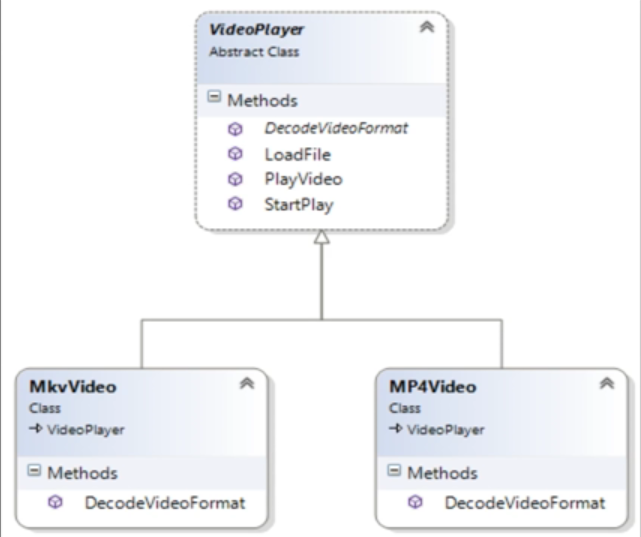 VideoPlayer
Abstract Class
Methods
DecodeVideoFormat
LoadFile
PlayVideo
StartPlay
MkvVideo
Class
VideoPlayer
Methods
DecodeVideoFormat
MP4Video
Class
VideoPlayer
Methods
DecodeVideoFormat